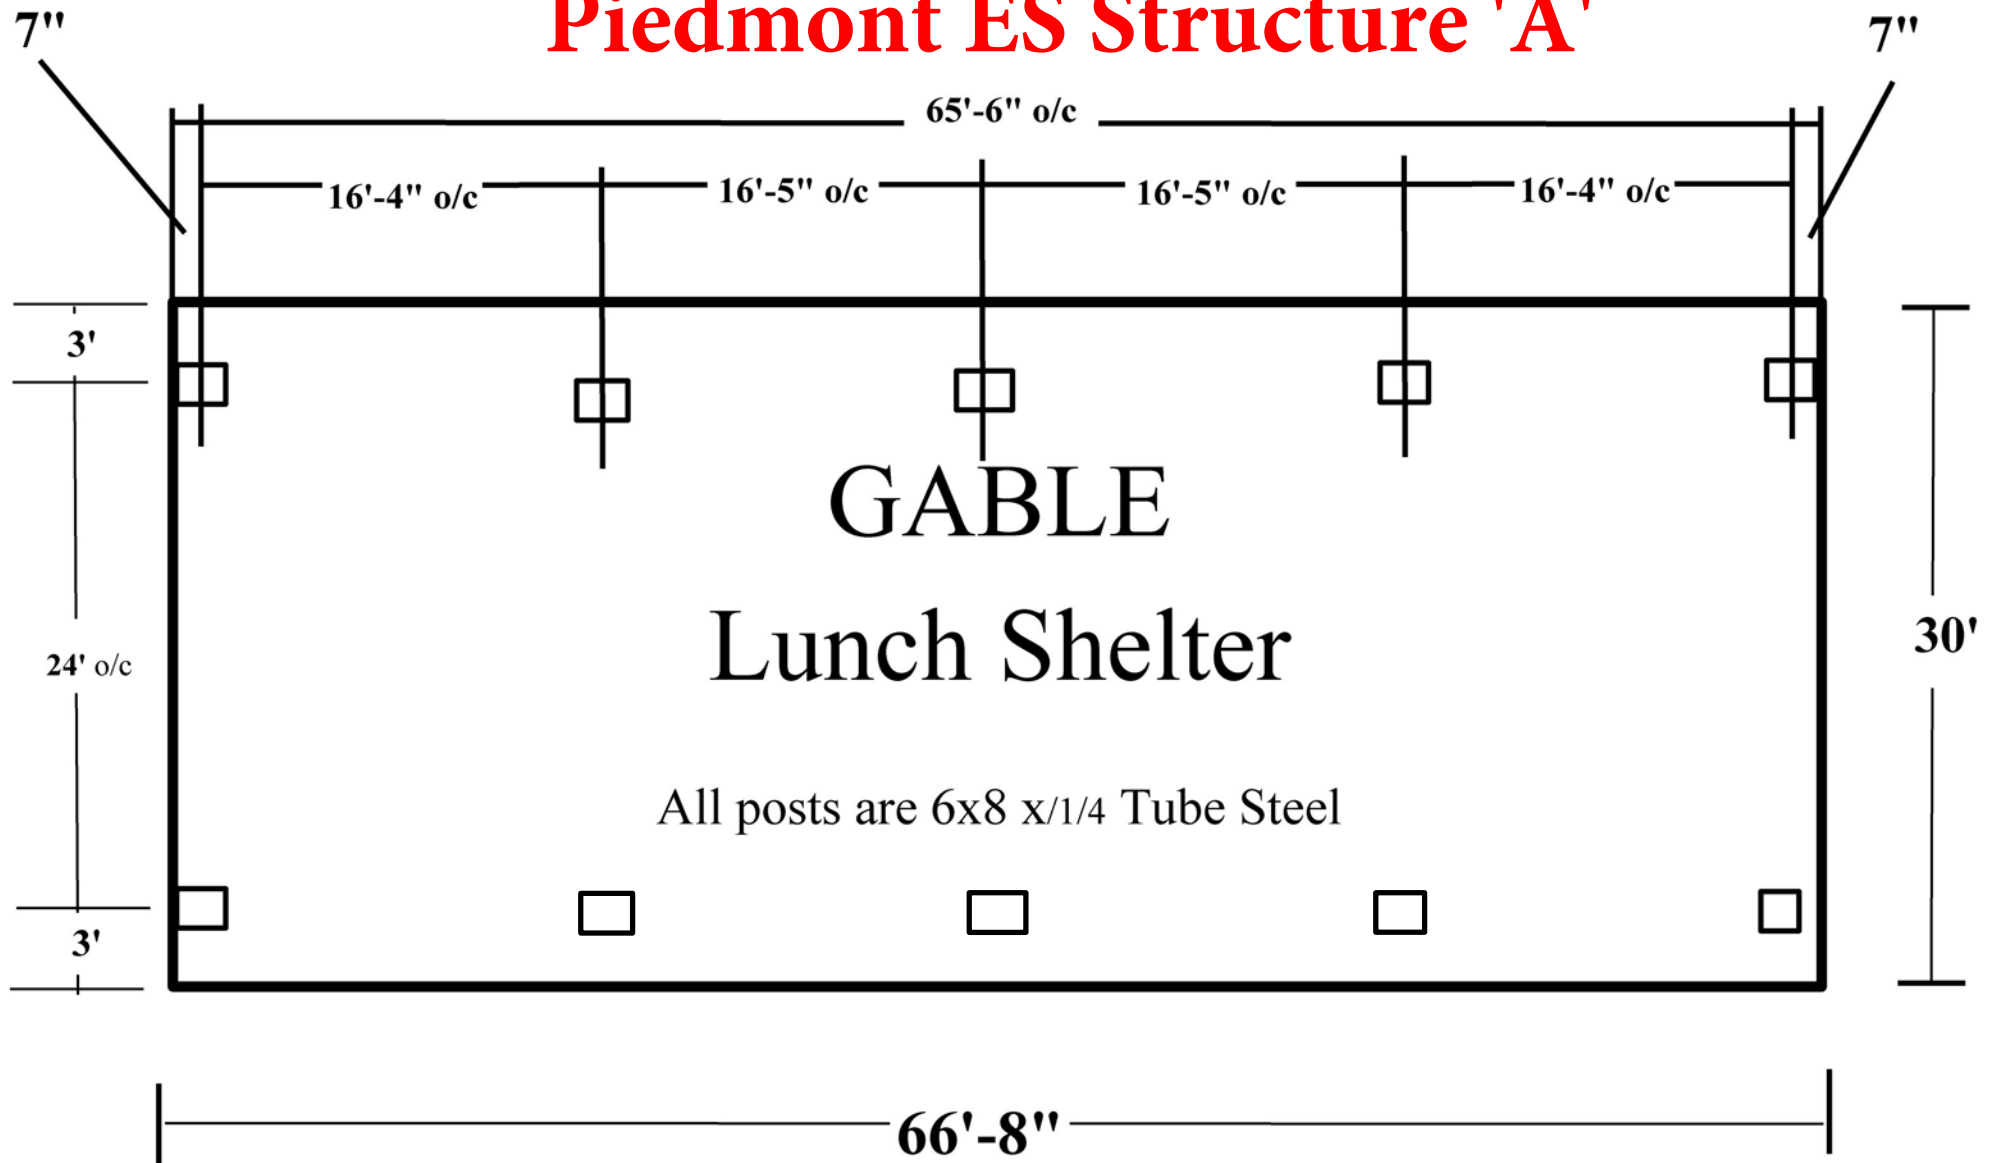 Piedmont ES Structure 'A'
7"
7"
65'-6" o/c
16'-4" o/c
16'-5" o/c
16'-5" o/c
16'-4" o/c
3'
GABLE
Lunch Shelter
24' o/c
30'
All posts are 6x8 x/1/4 Tube Steel
3'
66'-8"